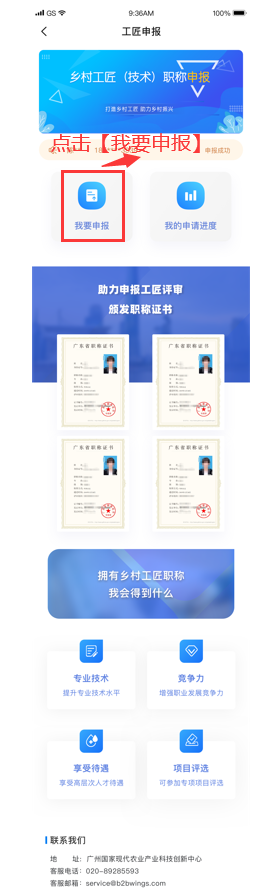 GS
9:36AM
100%
工匠申报
乡村工匠（技术）职称申报
打造乡村工匠 助力乡村振兴
点击【我要申报】
申报成功
我要申报
我的申请进度
助力申报工匠评审
颁发职称证书
广东省职称证书
广东省职称证书
广东省职称证书
广东省职称证书
拥有乡村工匠职称
我会得到什么
专业技术
竞争力
提升专业技术水平
增强职业发展竞争力
享受待遇
项目评选
享受高层次人才待遇
可参加专项项目评选
联系我们
地 址：广州国家现代农业产业科技创新中心
客服电话：020-89285593
客服邮箱：service@b2bwings.com